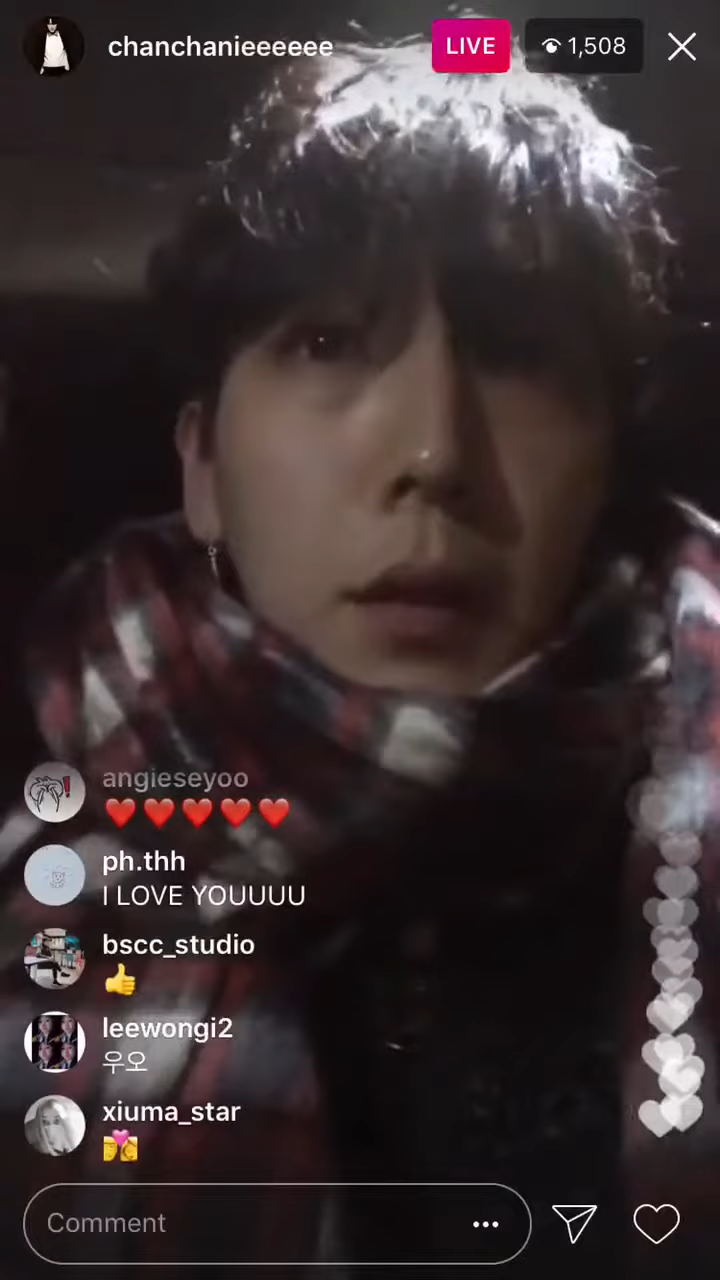 chanchanieeeeee
LIVE
1,508
angieseyoo
❤️❤️❤️❤️❤️
ph.thh
I LOVE YOUUUU
bscc_studio
👍
leewongi2
우오
xiuma_star
💏
Comment